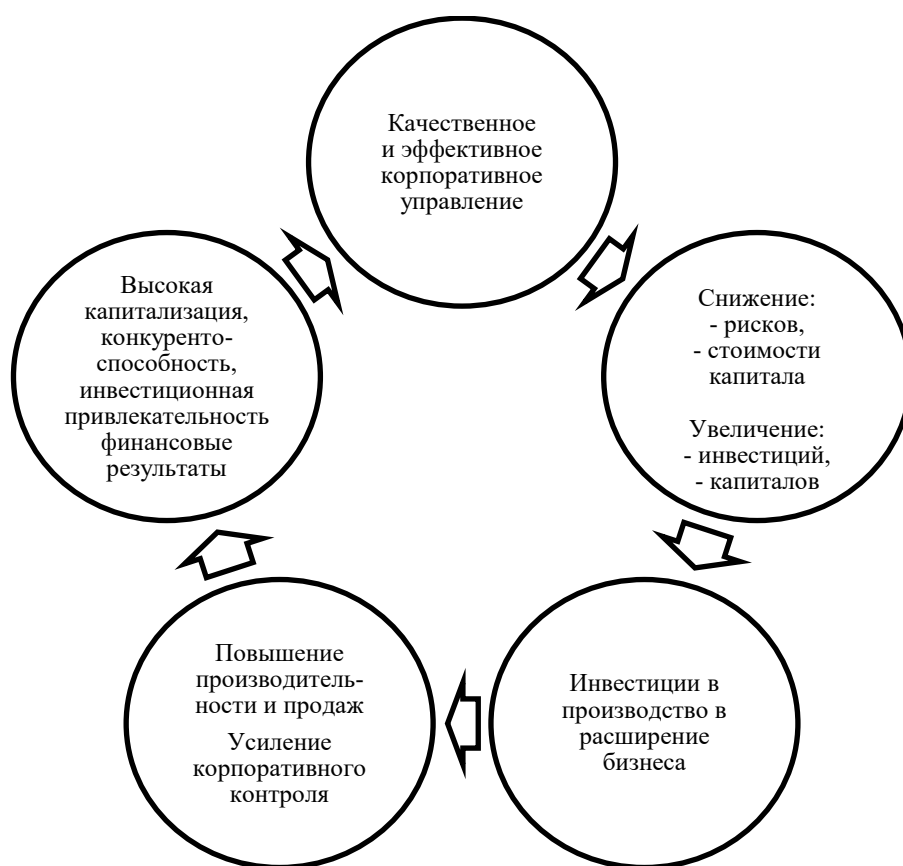 Качественное
и эффективное
корпоративное
управление
Снижение:
- рисков,
- стоимости
капитала
Увеличение:
- инвестиций,
- капиталов
Инвестиции в
производство в
расширение
бизнеса
Повышение
производитель-
ности и продаж
Усиление
корпоративного
контроля
Высокая
капитализация,
конкуренто-
способность,
инвестиционная
привлекательность
финансовые
результаты